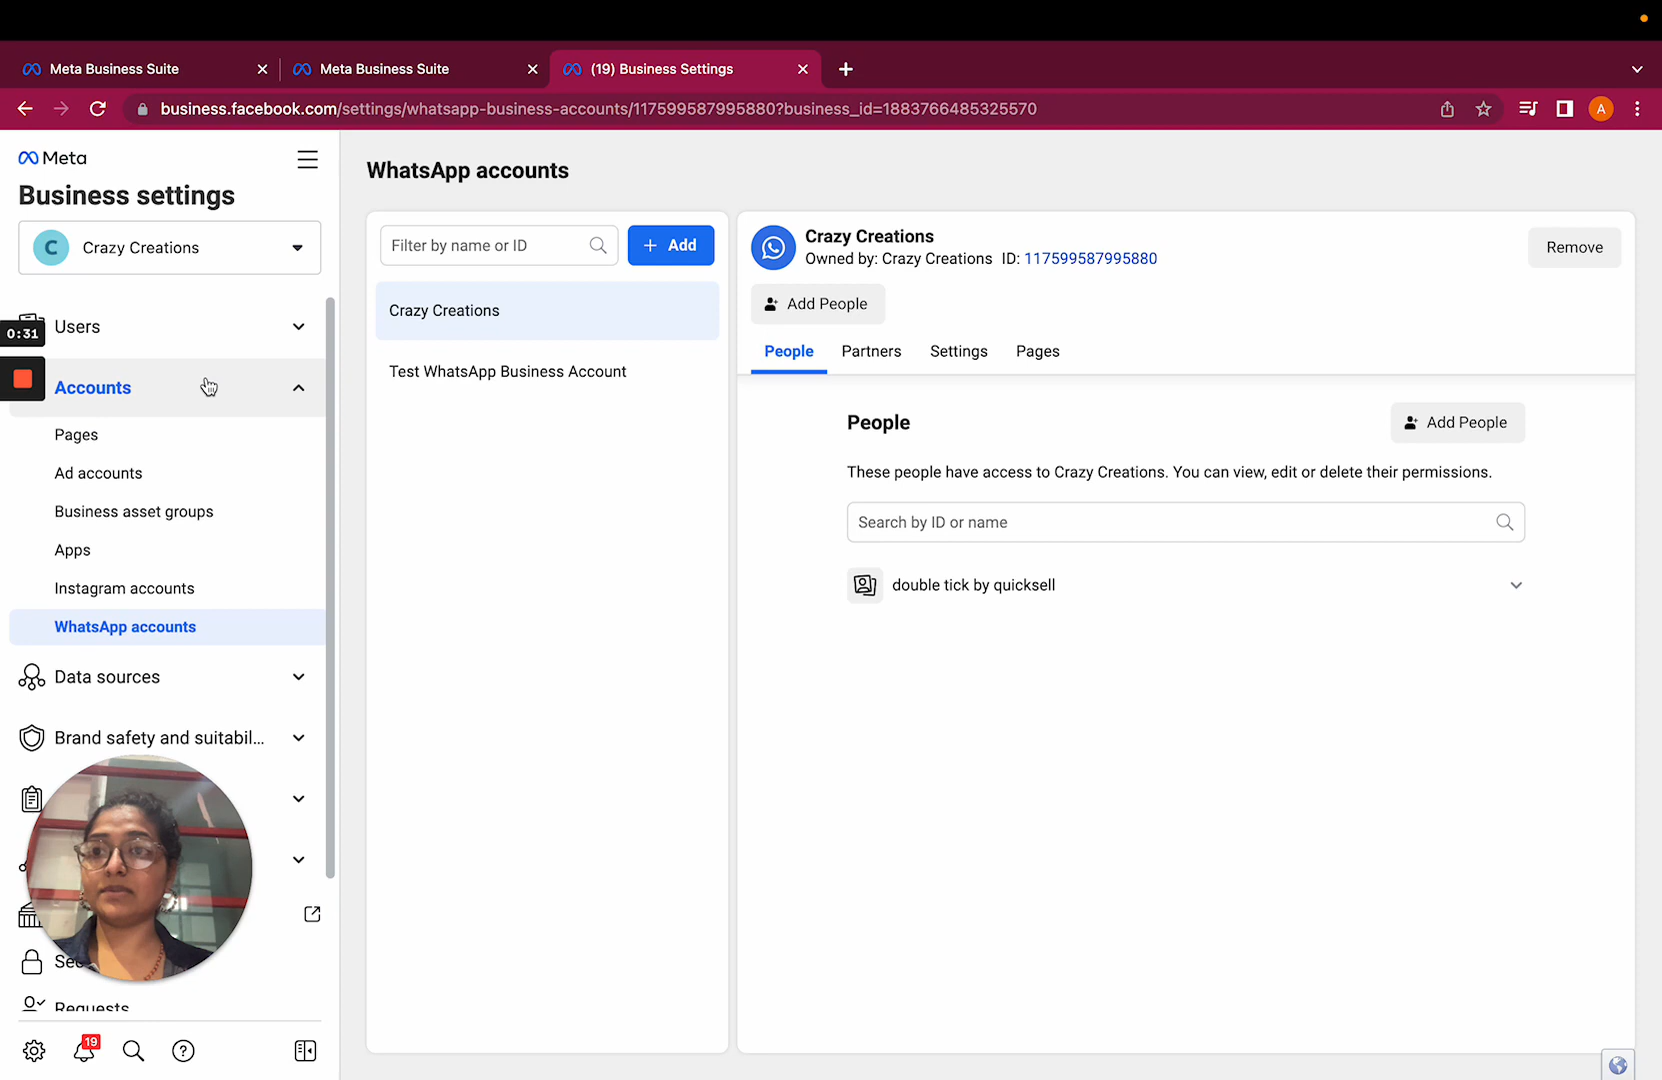 Meta Business Suite
Meta Business Suite
(19) Business Settings
business.facebook.com/settings/whatsapp-business-accounts/117599587995880?business_id=1883766485325570
A
Meta
Business settings
C
Crazy Creations
Users
0:31
Accounts
Pages
Ad accounts
Business asset groups
Apps
Instagram accounts
WhatsApp accounts
Data sources
Brand safety and suitabil...
Requests
19
WhatsApp accounts
Filter by name or ID
+ Add
Crazy Creations
Test WhatsApp Business Account
Crazy Creations
Owned by: Crazy Creations ID: 117599587995880
Remove
Add People
People
Partners
Settings
Pages
People
Add People
These people have access to Crazy Creations. You can view, edit or delete their permissions.
Search by ID or name
double tick by quicksell